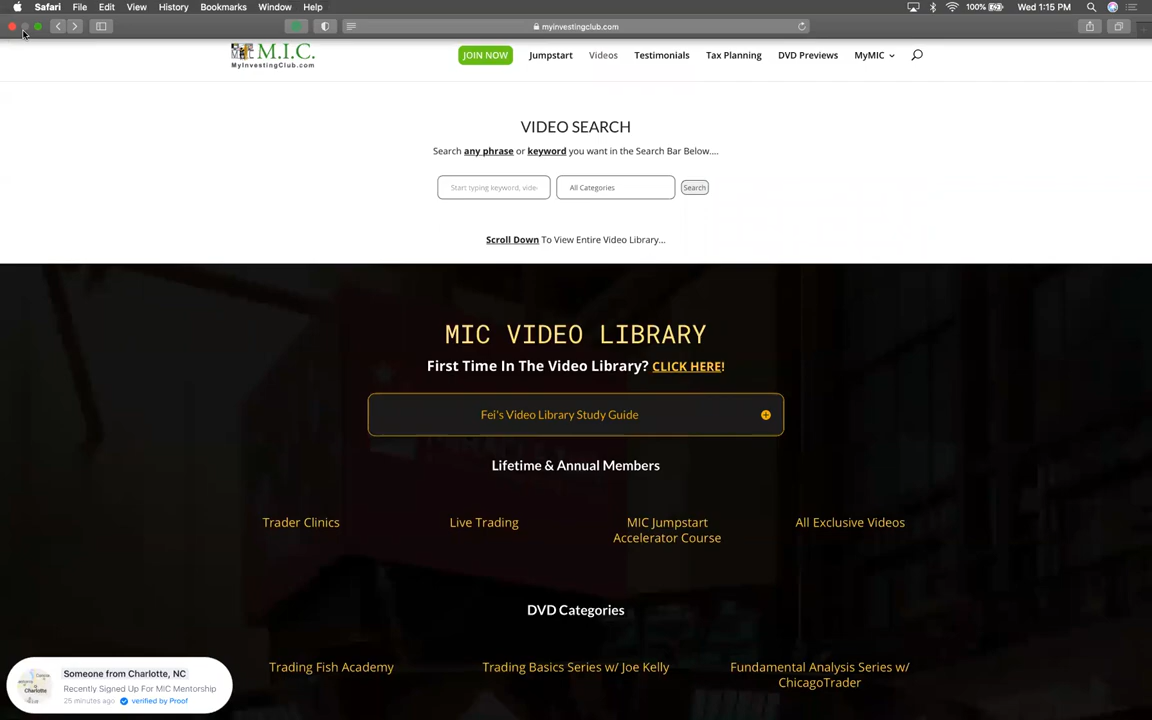 Safari File Edit View History Bookmarks Window Help 100% Wed 1:15 PM
myinvestingclub.com
M.I.C.
MyInvestingClub.com
JOIN NOW Jumpstart Videos Testimonials Tax Planning DVD Previews MyMIC
VIDEO SEARCH
Search any phrase or keyword you want in the Search Bar Below....
Start typing keyword, vide All Categories Search
Scroll Down To View Entire Video Library...
MIC VIDEO LIBRARY
First Time In The Video Library? CLICK HERE!
Fei's Video Library Study Guide
Lifetime & Annual Members
Trader Clinics Live Trading MIC Jumpstart All Exclusive Videos
Accelerator Course
DVD Categories
Trading Fish Academy Trading Basics Series w/ Joe Kelly Fundamental Analysis Series w/
ChicagoTrader
Someone from Charlotte, NC
Recently Signed Up For MIC Mentorship
25 minutes ago verified by Proof
Charlotte